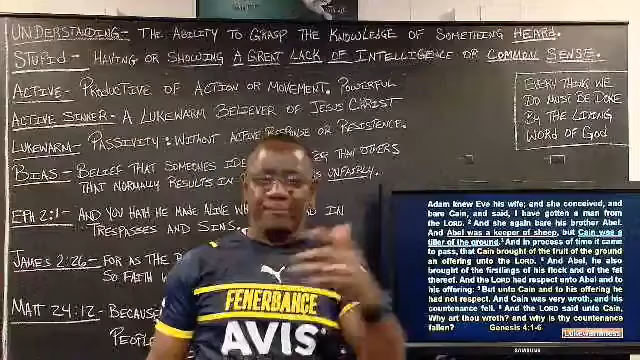 UNDERSTANDING- THE ABILITY TO GRASP THE KNOWLEDGE OF SOMETHING HEARD.
STUPID- HAVING OR SHOWING A GREAT LACK OF INTELLIGENCE OR COMMON SENSE.
ACTIVE- PRODUCTIVE OF ACTION OR MOVEMENT. POWERFUL
ACTIVE SINNER- A LUKEWARM BELIEVER OF JESUS CHRIST
LUKEWARM- PASSIVITY: WITHOUT ACTIVE RESPONSE OR RESISTENCE.
BIAS- BELIEF THAT SOMEONES THAT OTHERS
THAT NORMALLY RESULTS IN UNFAIRLY.
EPH 2:1- AND YOU HATH HE MADE ALIVE IN
TRESPASSES AND SINS.
JAMES 2:26- FOR AS THE
SO FAITH
MATT 24:12- BECAUSE
PEOPLE
EVERY THING WE
DO MUST BE DONE
BY THE LIVING
WORD OF GOD
Adam knew Eve his wife; and she conceived, and
bare Cain, and said, I have gotten a man from
the LORD. 2 And she again bare his brother Abel.
And Abel was a keeper of sheep, but Cain was a
tiller of the ground. 3 And in process of time it came
to pass, that Cain brought of the fruit of the ground
an offering unto the LORD. 4 And Abel, he also
brought of the firstlings of his flock and of the fat
thereof. And the LORD had respect unto Abel and to
his offering: 5 But unto Cain and to his offering he
had not respect. And Cain was very wroth, and his
countenance fell. 6 And the LORD said unto Cain,
Why art thou wroth? and why is thy countenance
fallen? Genesis 4:1-6
Lukewarmness
SAMSUNG
FENERBAHÇE
AVIS